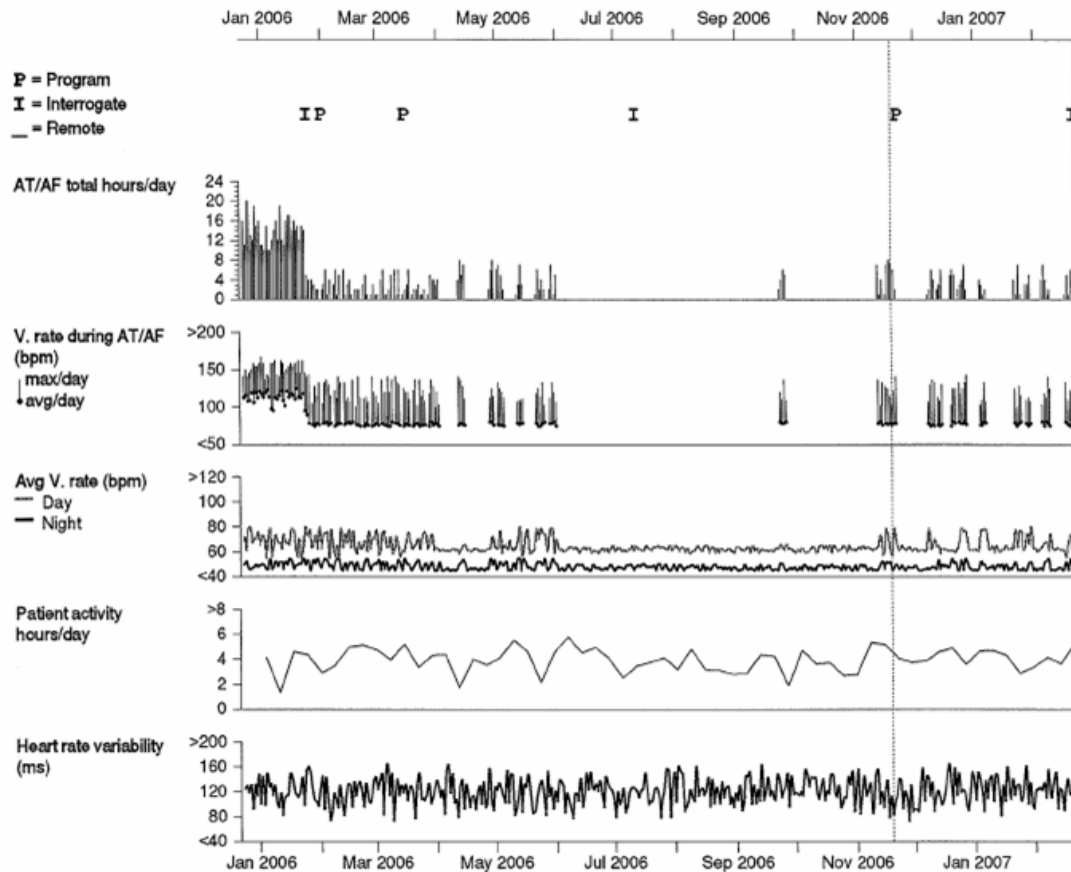 Jan 2006 Mar 2006 May 2006 Jul 2006 Sep 2006 Nov 2006 Jan 2007
P = Program
I = Interrogate
_ = Remote
I P P I P I
AT/AF total hours/day
24
20
16
12
8
4
0
V. rate during AT/AF
(bpm)
max/day
avg/day
>200
150
100
<50
Avg V. rate (bpm)
Day
Night
>120
100
80
60
<40
Patient activity
hours/day
>8
6
4
2
0
Heart rate variability
(ms)
>200
160
120
80
<40
Jan 2006 Mar 2006 May 2006 Jul 2006 Sep 2006 Nov 2006 Jan 2007